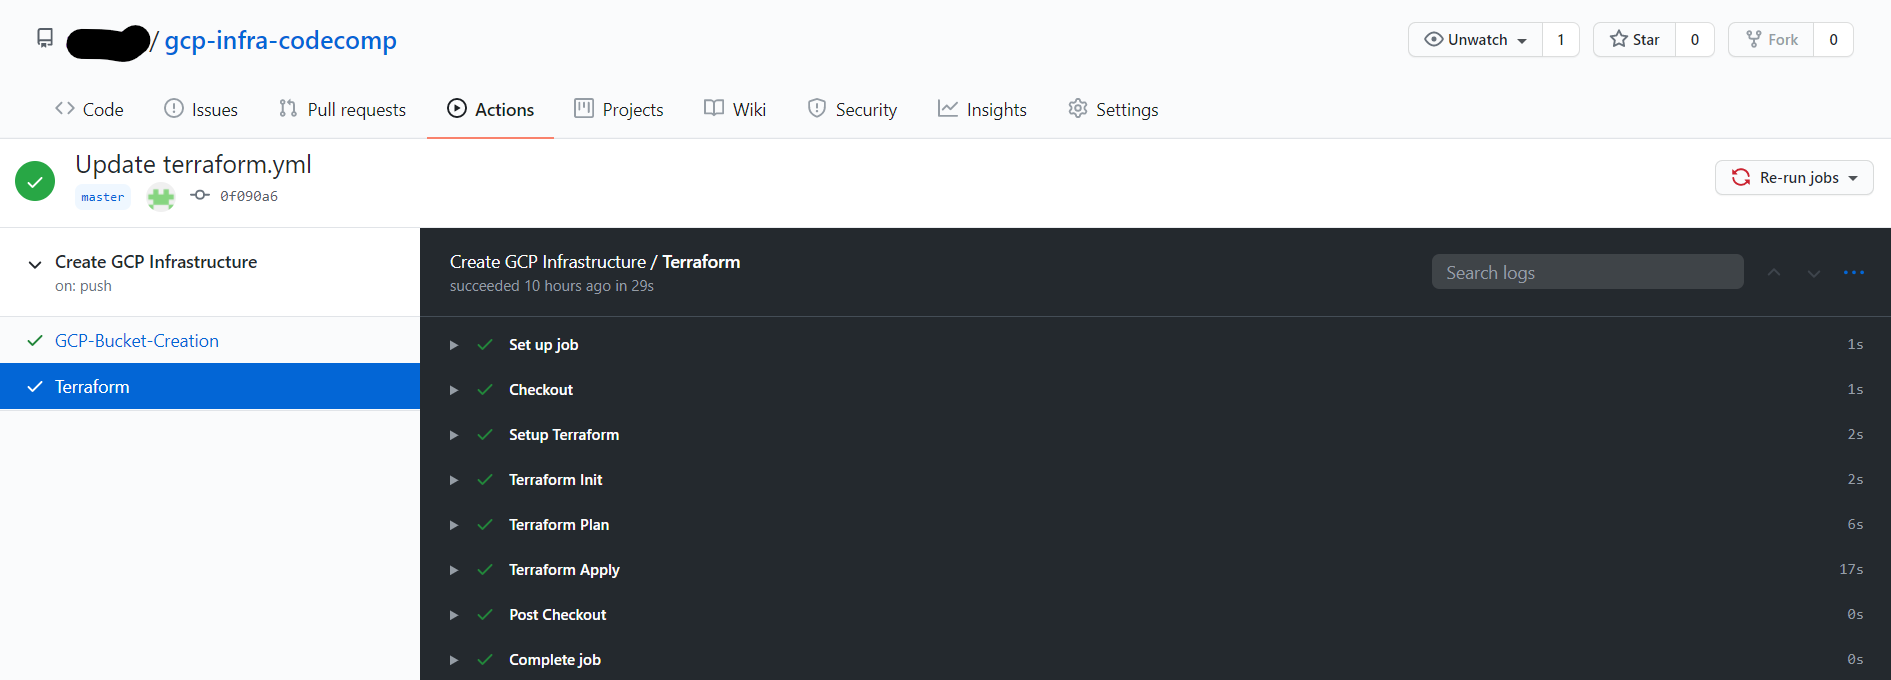 / gcp-infra-codecomp
Unwatch 1 Star 0 Fork 0
Code Issues Pull requests Actions Projects Wiki Security Insights Settings
Update terraform.yml
master 0f090a6
Re-run jobs
Create GCP Infrastructure
on: push
GCP-Bucket-Creation
Terraform
Create GCP Infrastructure / Terraform
succeeded 10 hours ago in 29s
Search logs
Set up job 1s
Checkout 1s
Setup Terraform 2s
Terraform Init 2s
Terraform Plan 6s
Terraform Apply 17s
Post Checkout 0s
Complete job 0s